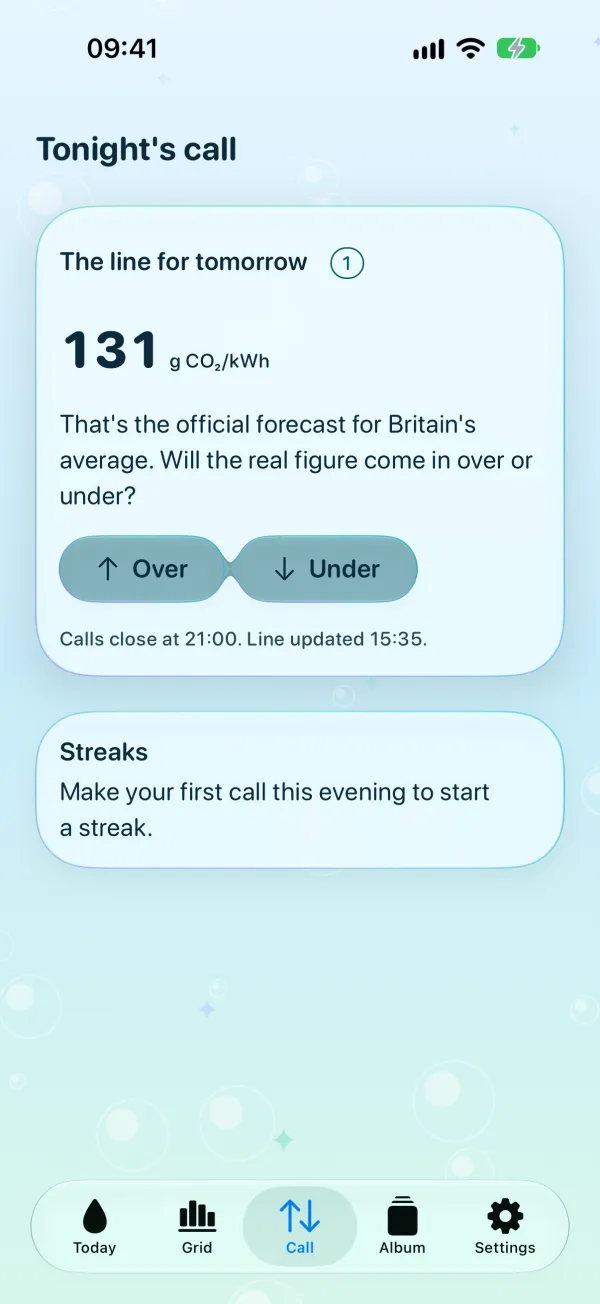 09:41
Tonight's call
The line for tomorrow 1
131 g CO₂/kWh
That's the official forecast for Britain's
average. Will the real figure come in over or
under?
↑ Over ↓ Under
Calls close at 21:00. Line updated 15:35.
Streaks
Make your first call this evening to start
a streak.
Today Grid Call Album Settings